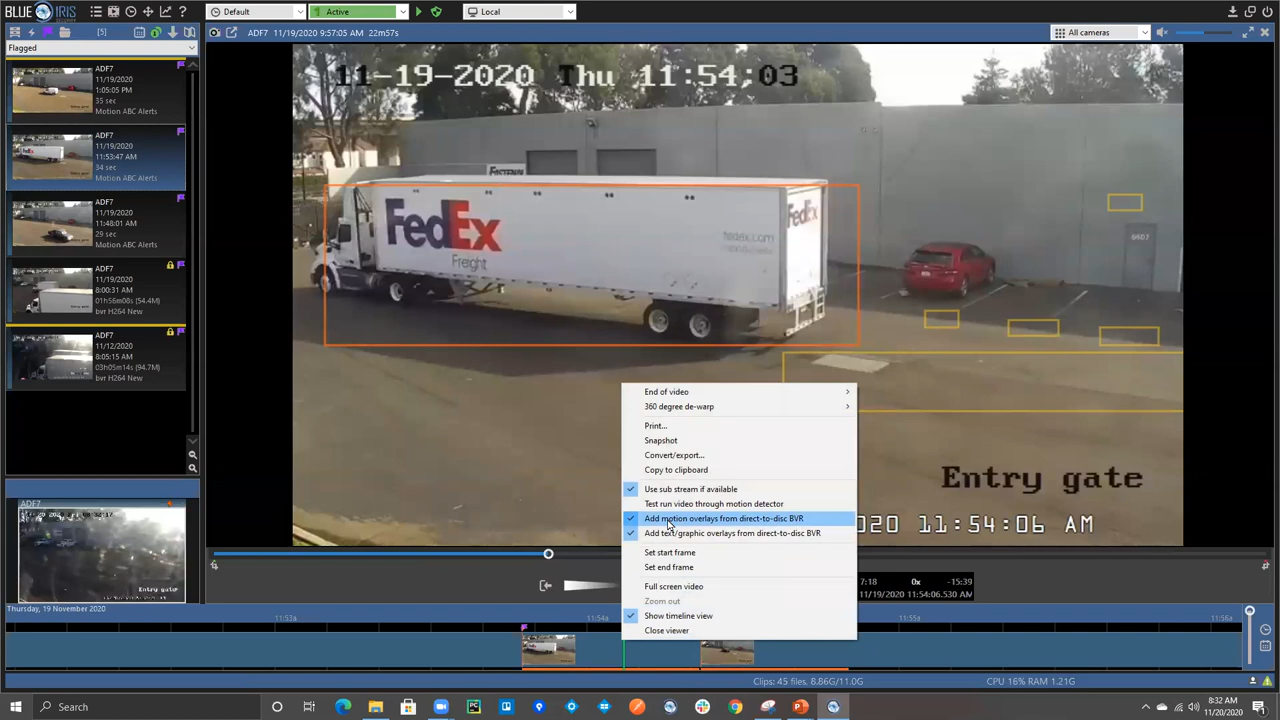 BLUE IRIS
SECURITY
Default
Active
Local
[5]
ADF7 11/19/2020 9:57:05 AM 22m57s
All cameras
Flagged
ADF7
11/19/2020
1:05:05 PM
35 sec
Motion ABC Alerts
ADF7
11/19/2020
11:53:47 AM
34 sec
Motion ABC Alerts
ADF7
11/19/2020
11:48:01 AM
29 sec
Motion ABC Alerts
ADF7
11/19/2020
8:00:31 AM
01h56m08s (54.4M)
bvr H264 New
ADF7
11/12/2020
8:05:15 AM
03h05m14s (94.7M)
bvr H264 New
11-19-2020 Thu 11:54:03
FedEx
Freight
fedex.com
FedEx
6407
Entry gate
020 11:54:06 AM
End of video
360 degree de-warp
Print...
Snapshot
Convert/export...
Copy to clipboard
Use sub stream if available
Test run video through motion detector
Add motion overlays from direct-to-disc BVR
Add text/graphic overlays from direct-to-disc BVR
Set start frame
Set end frame
Full screen video
Zoom out
Show timeline view
Close viewer
ADF7
Entry gate
7:18 0x -15:39
11/19/2020 11:54:06.530 AM
Thursday, 19 November 2020
11:53a
11:54a
11:55a
11:56a
Clips: 45 files, 8.86G/11.0G
CPU 16% RAM 1.21G
Search
8:32 AM
11/20/2020